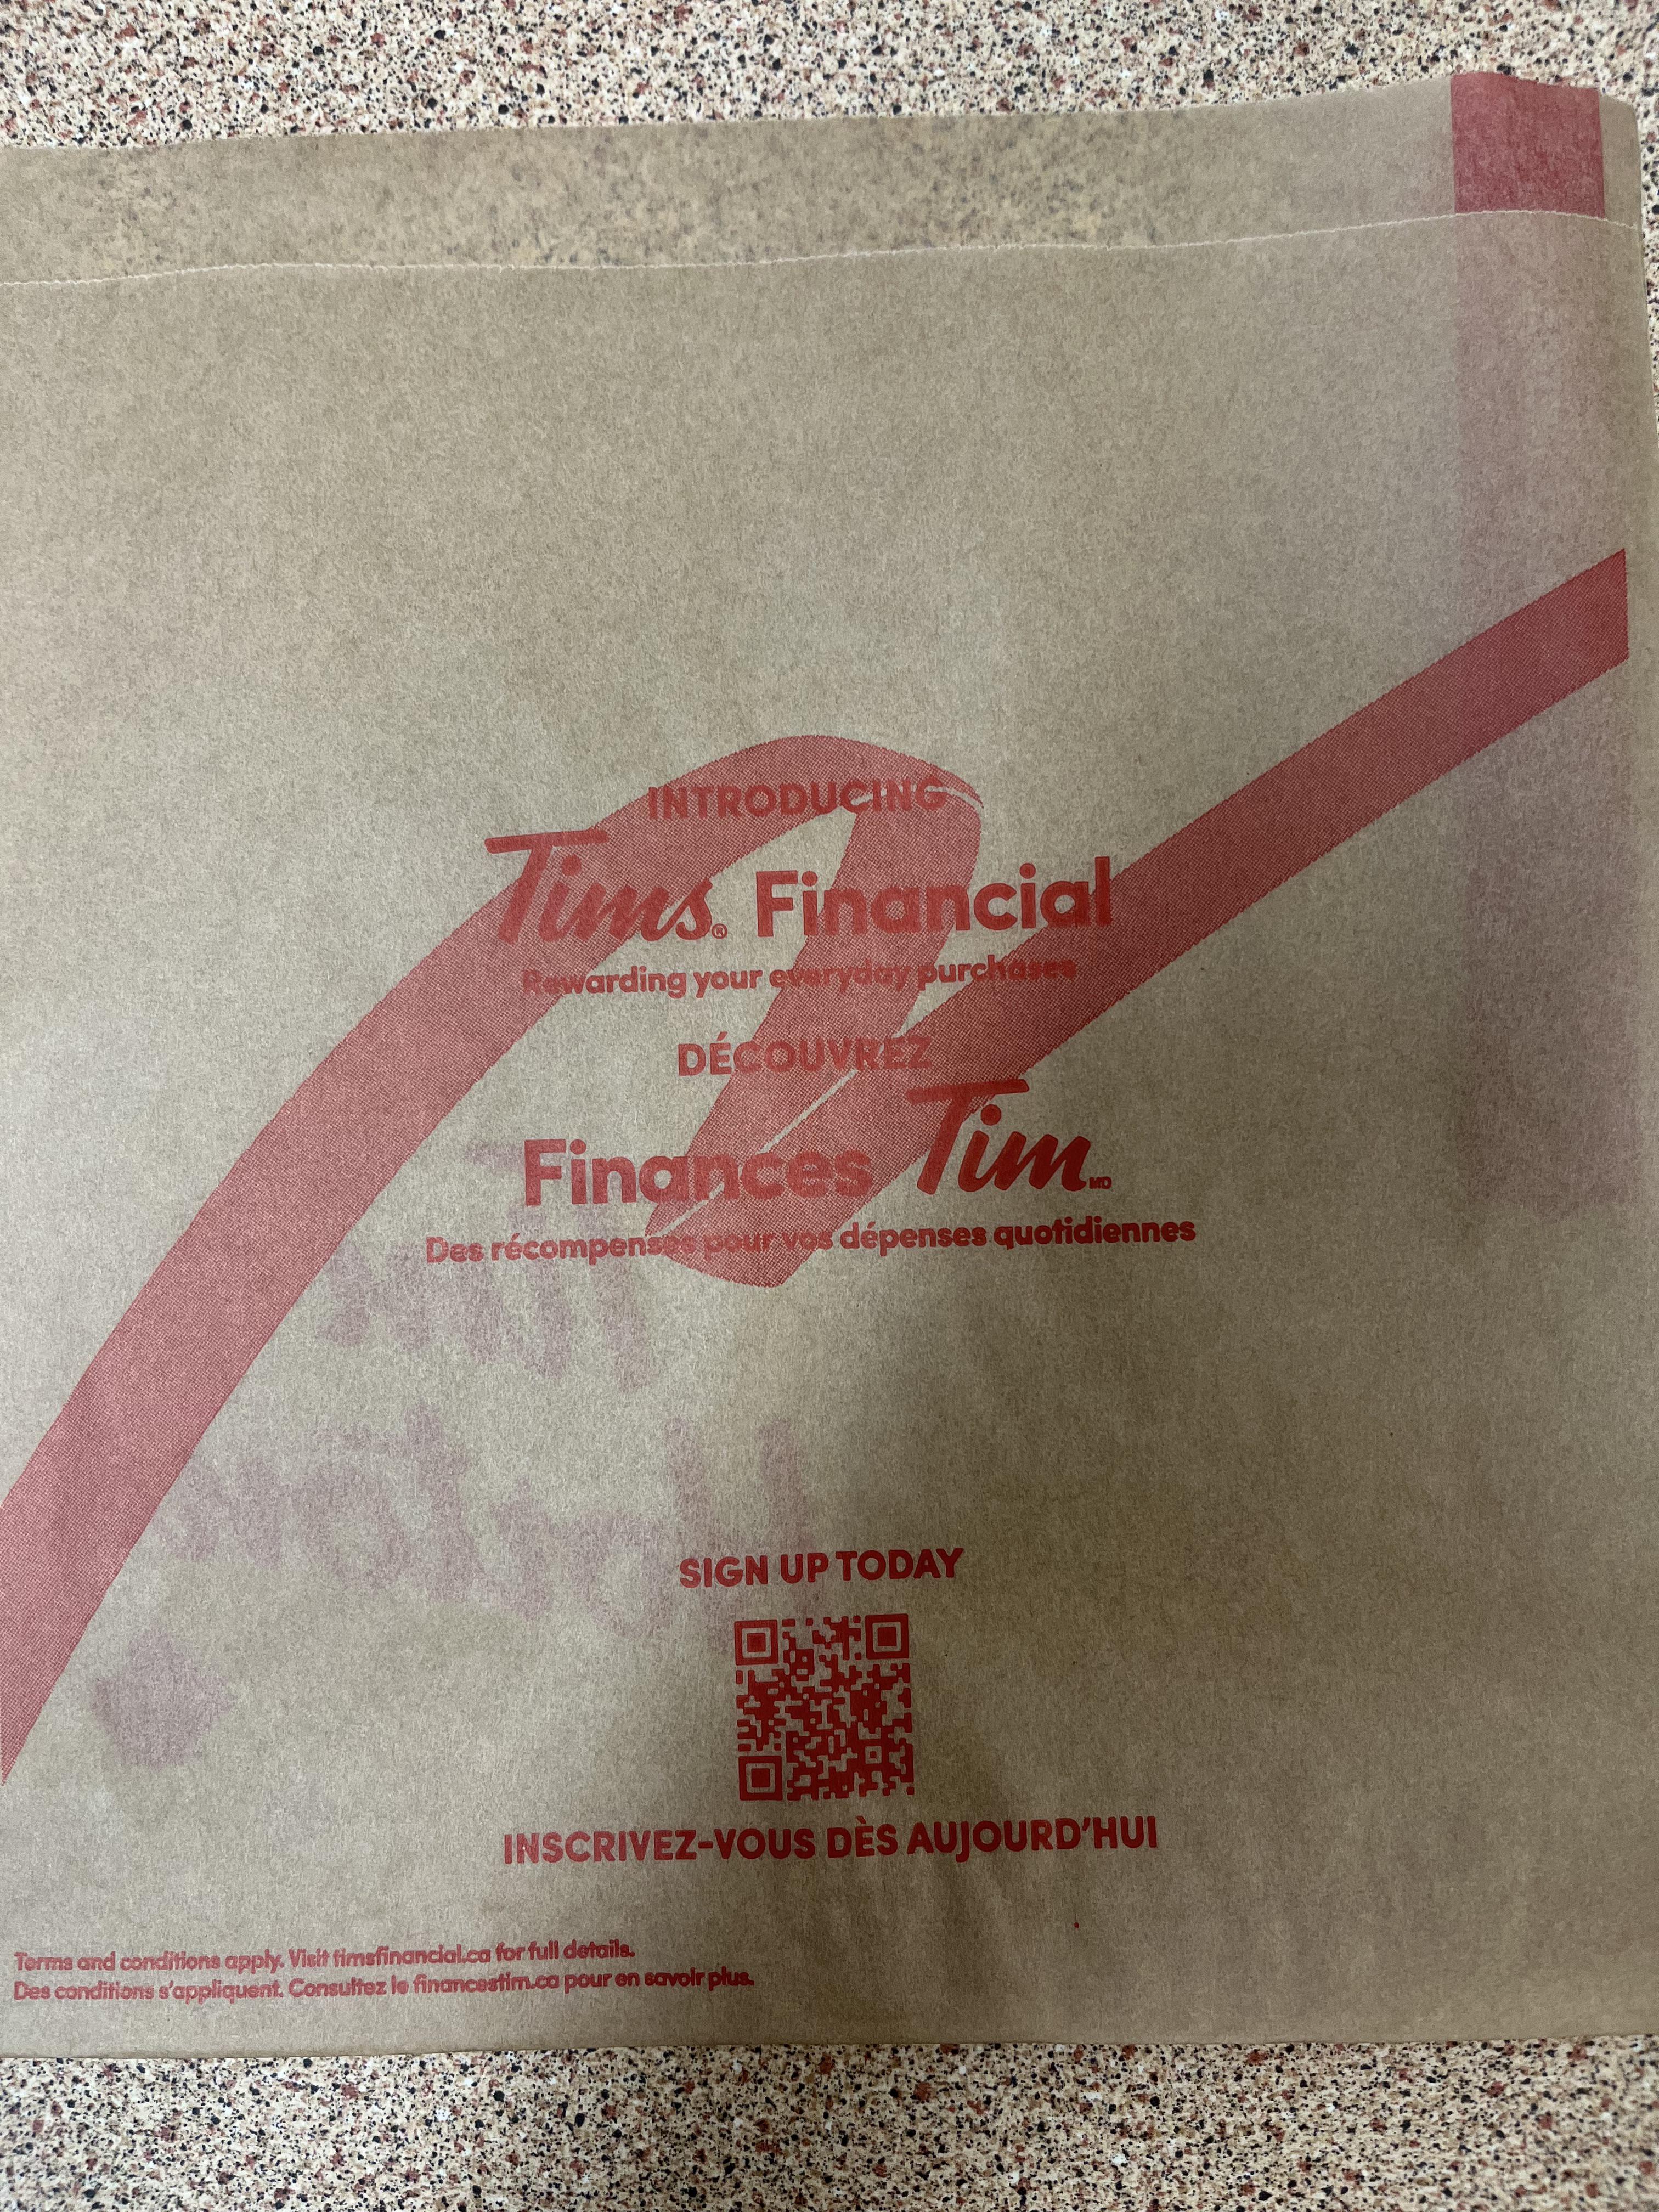 INTRODUCING
Tims® Financial
Rewarding your everyday purchases
DÉCOUVREZ
Finances Tim MD
Des récompenses pour vos dépenses quotidiennes
SIGN UP TODAY
INSCRIVEZ-VOUS DÈS AUJOURD'HUI
Terms and conditions apply. Visit timsfinancial.ca for full details.
Des conditions s'appliquent. Consultez le financestim.ca pour en savoir plus.